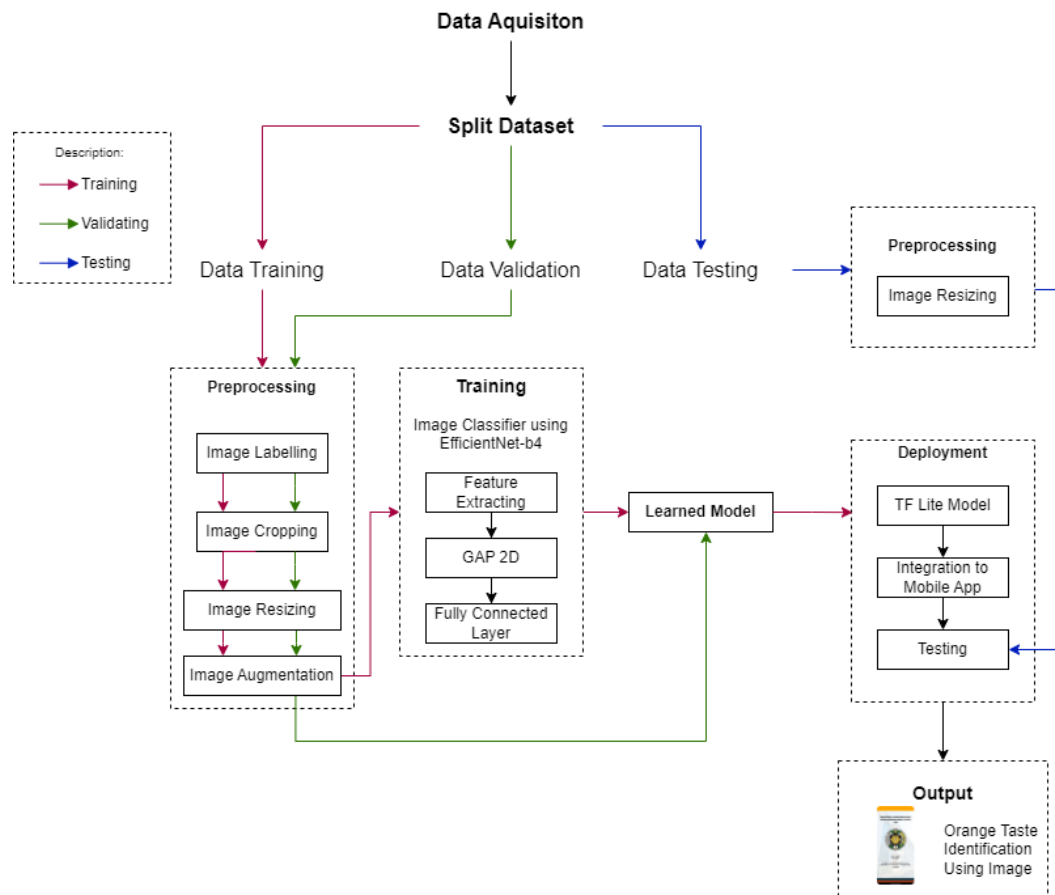 Data Aquisiton
Split Dataset
Description:
Training
Validating
Testing
Data Training
Data Validation
Data Testing
Preprocessing
Image Resizing
Preprocessing
Image Labelling
Image Cropping
Image Resizing
Image Augmentation
Training
Image Classifier using
EfficientNet-b4
Feature
Extracting
GAP 2D
Fully Connected
Layer
Learned Model
Deployment
TF Lite Model
Integration to
Mobile App
Testing
Output
Orange Taste
Identification
Using Image